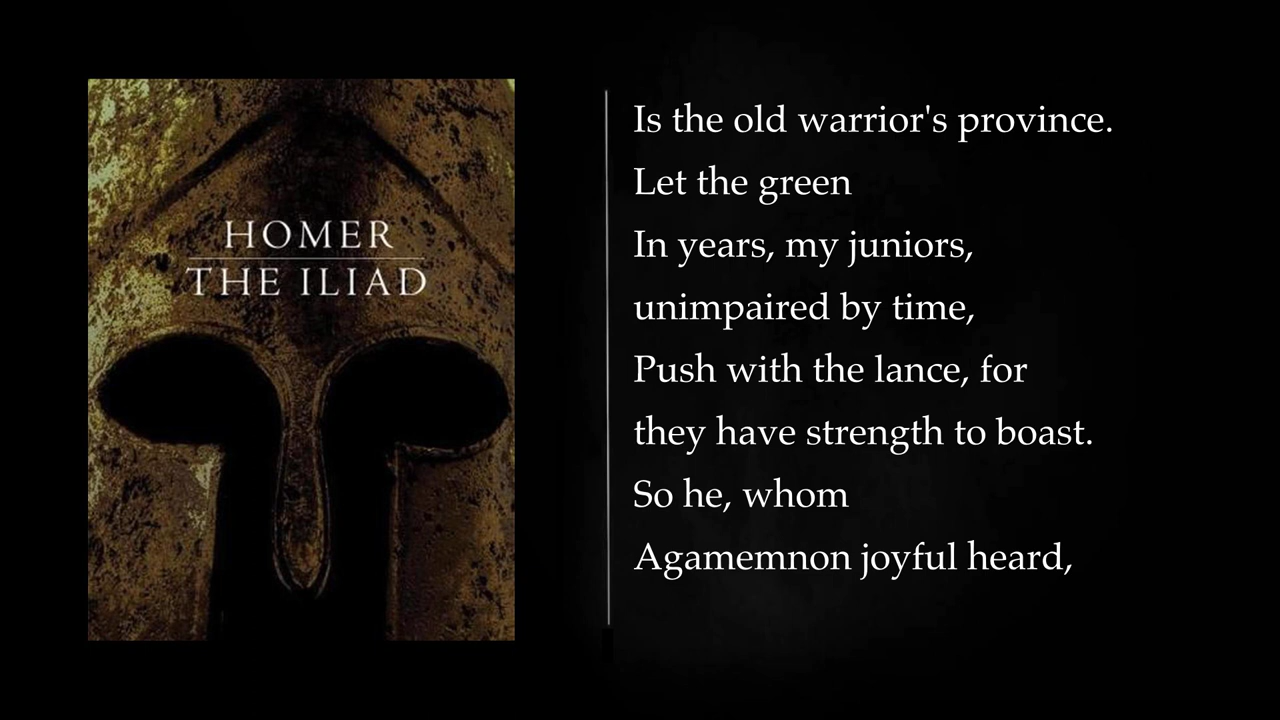 HOMER
THE ILIAD
Is the old warrior's province.
Let the green
In years, my juniors,
unimpaired by time,
Push with the lance, for
they have strength to boast.
So he, whom
Agamemnon joyful heard,